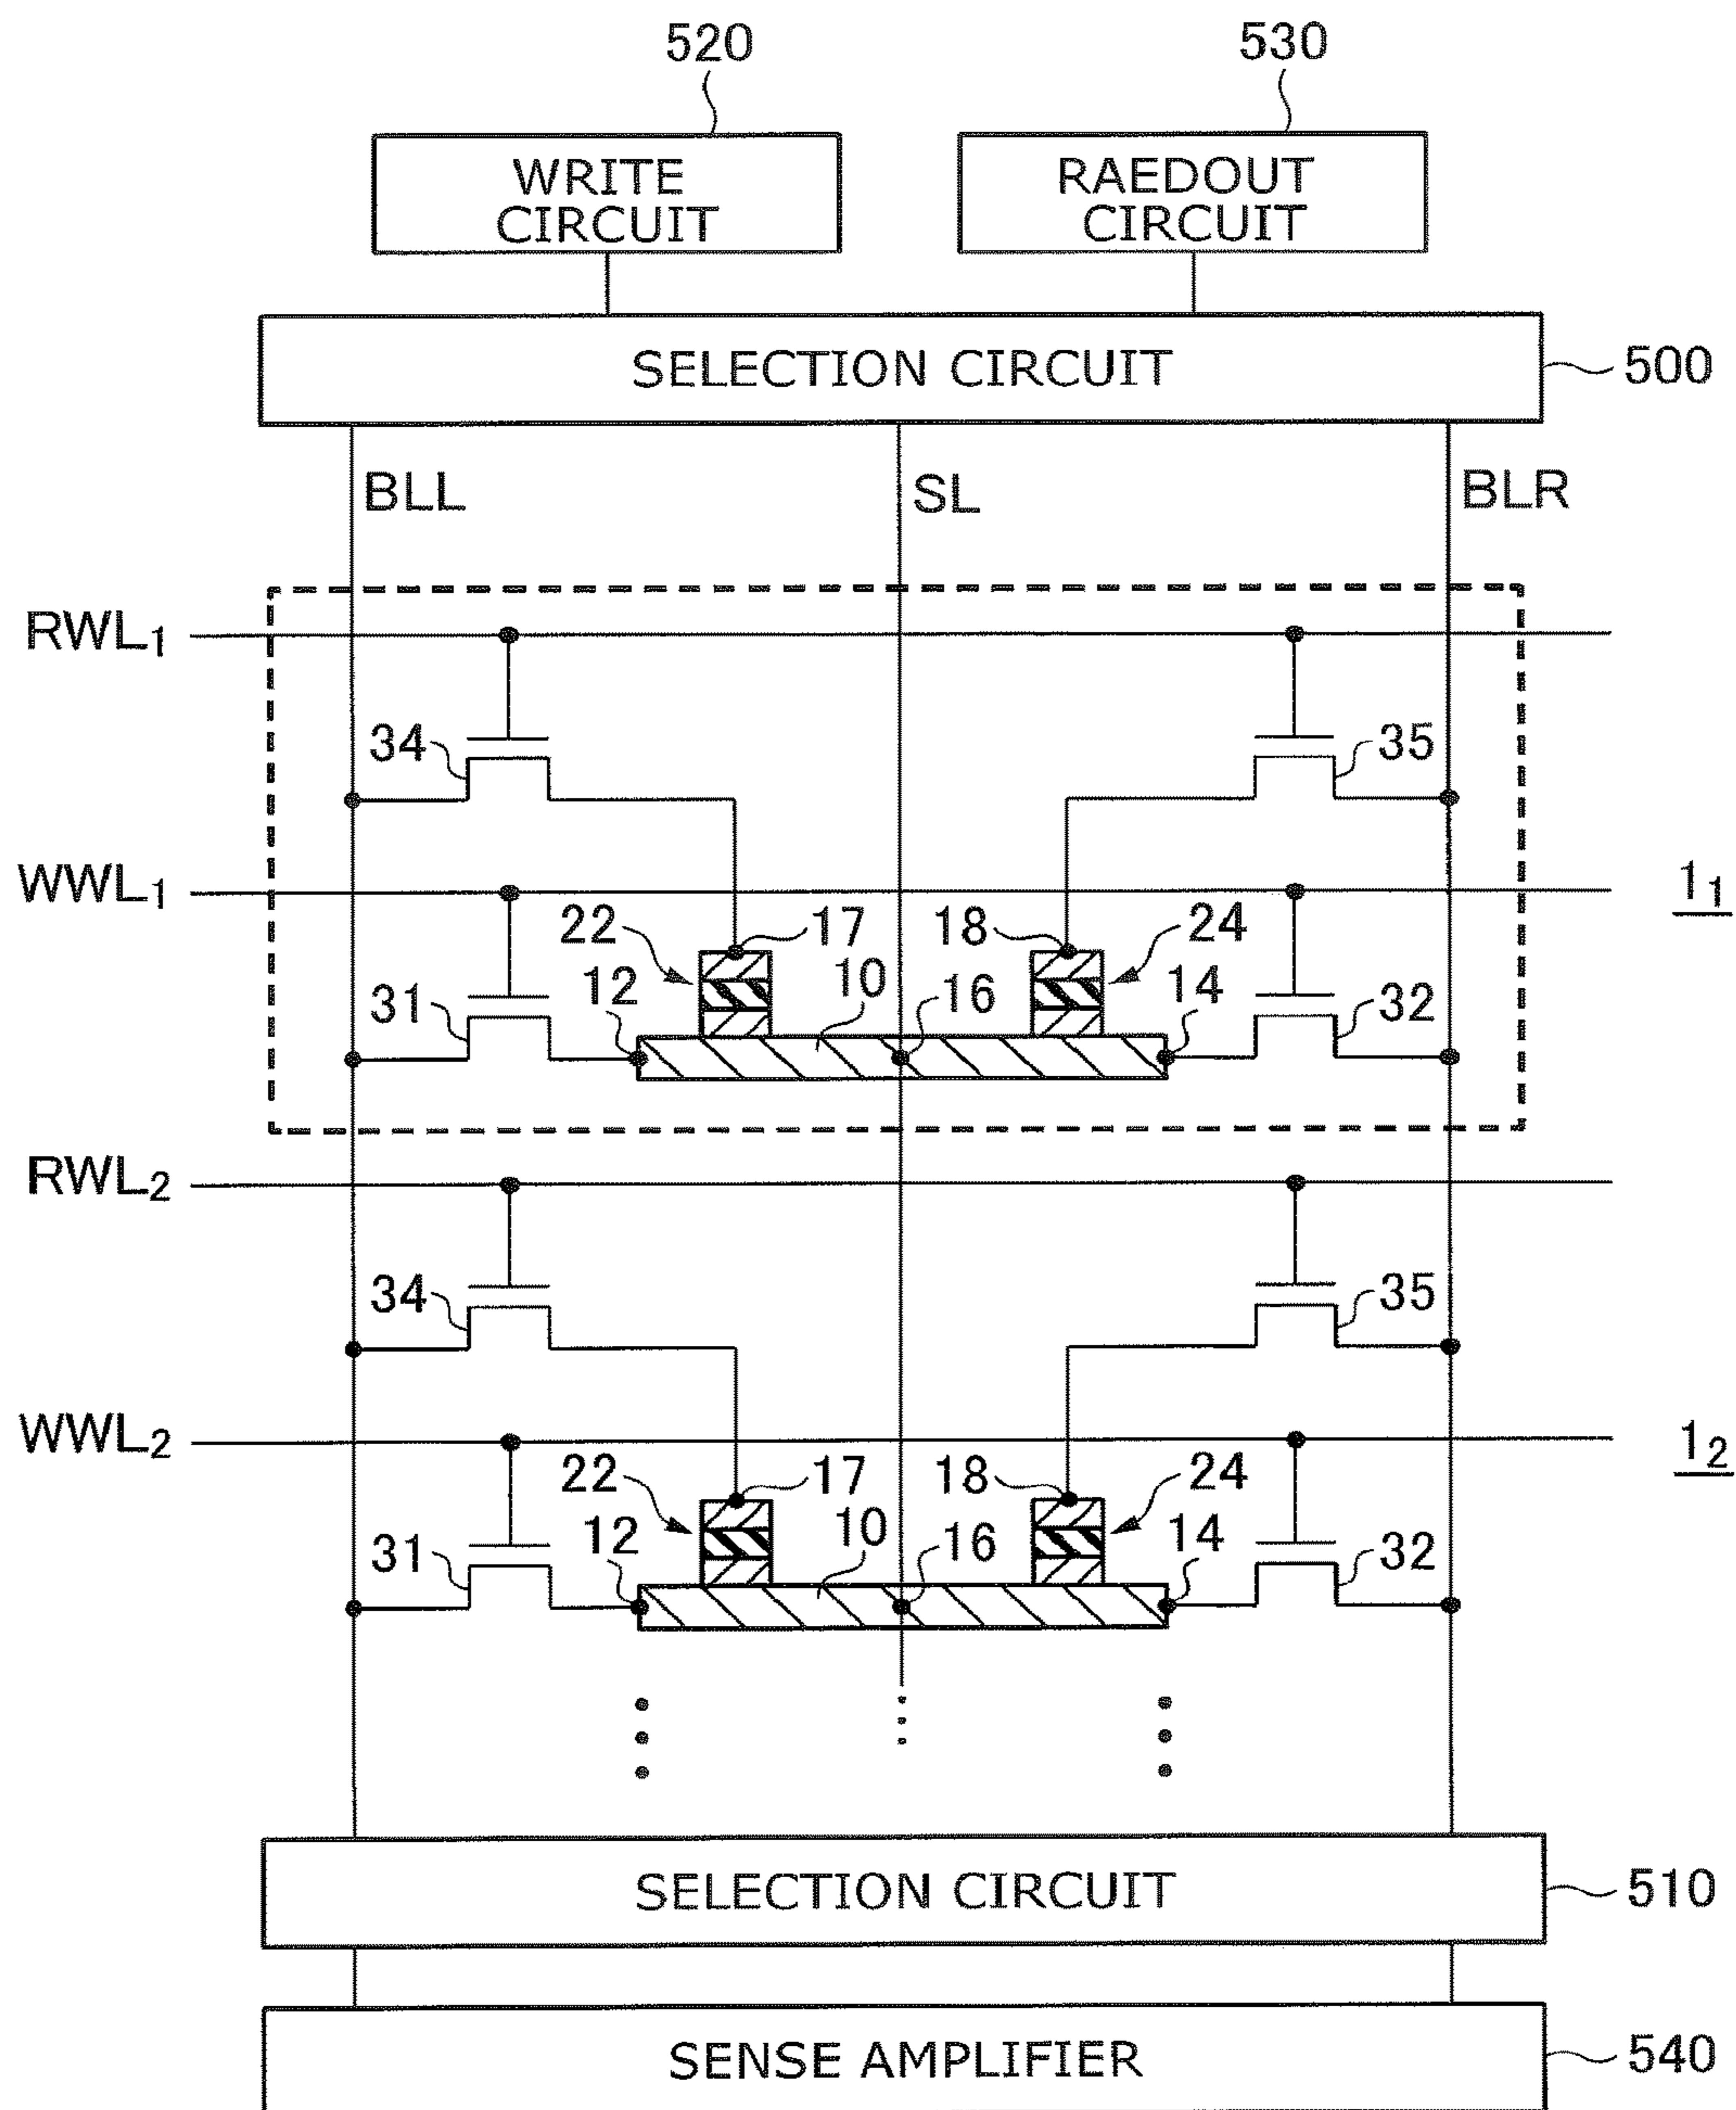 520 530
WRITE
CIRCUIT
RAEDOUT
CIRCUIT
SELECTION CIRCUIT 500
BLL SL BLR
RWL1
34 35
WWL1 11
22 17 18 24
12 10 16 14
31 32
RWL2
34 35
WWL2 12
22 17 18 24
12 10 16 14
31 32
SELECTION CIRCUIT 510
SENSE AMPLIFIER 540